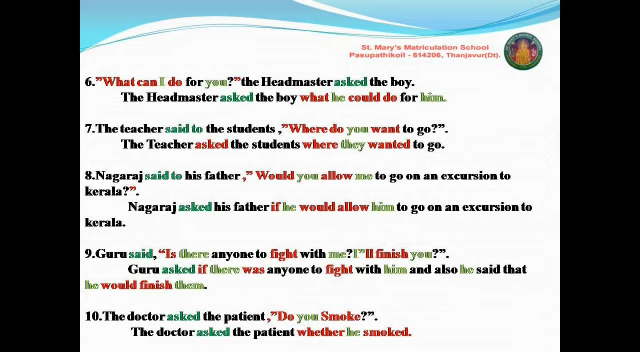 St. Mary's Matriculation School
Pasupathikoil - 614206, Thanjavur(Dt).
6."What can I do for you?"the Headmaster asked the boy.
The Headmaster asked the boy what he could do for him.
7.The teacher said to the students ,"Where do you want to go?".
The Teacher asked the students where they wanted to go.
8.Nagaraj said to his father ," Would you allow me to go on an excursion to
kerala?".
Nagaraj asked his father if he would allow him to go on an excursion to
kerala.
9.Guru said, "Is there anyone to fight with me?I"ll finish you?".
Guru asked if there was anyone to fight with him and also he said that
he would finish them.
10.The doctor asked the patient ,"Do you Smoke?".
The doctor asked the patient whether he smoked.